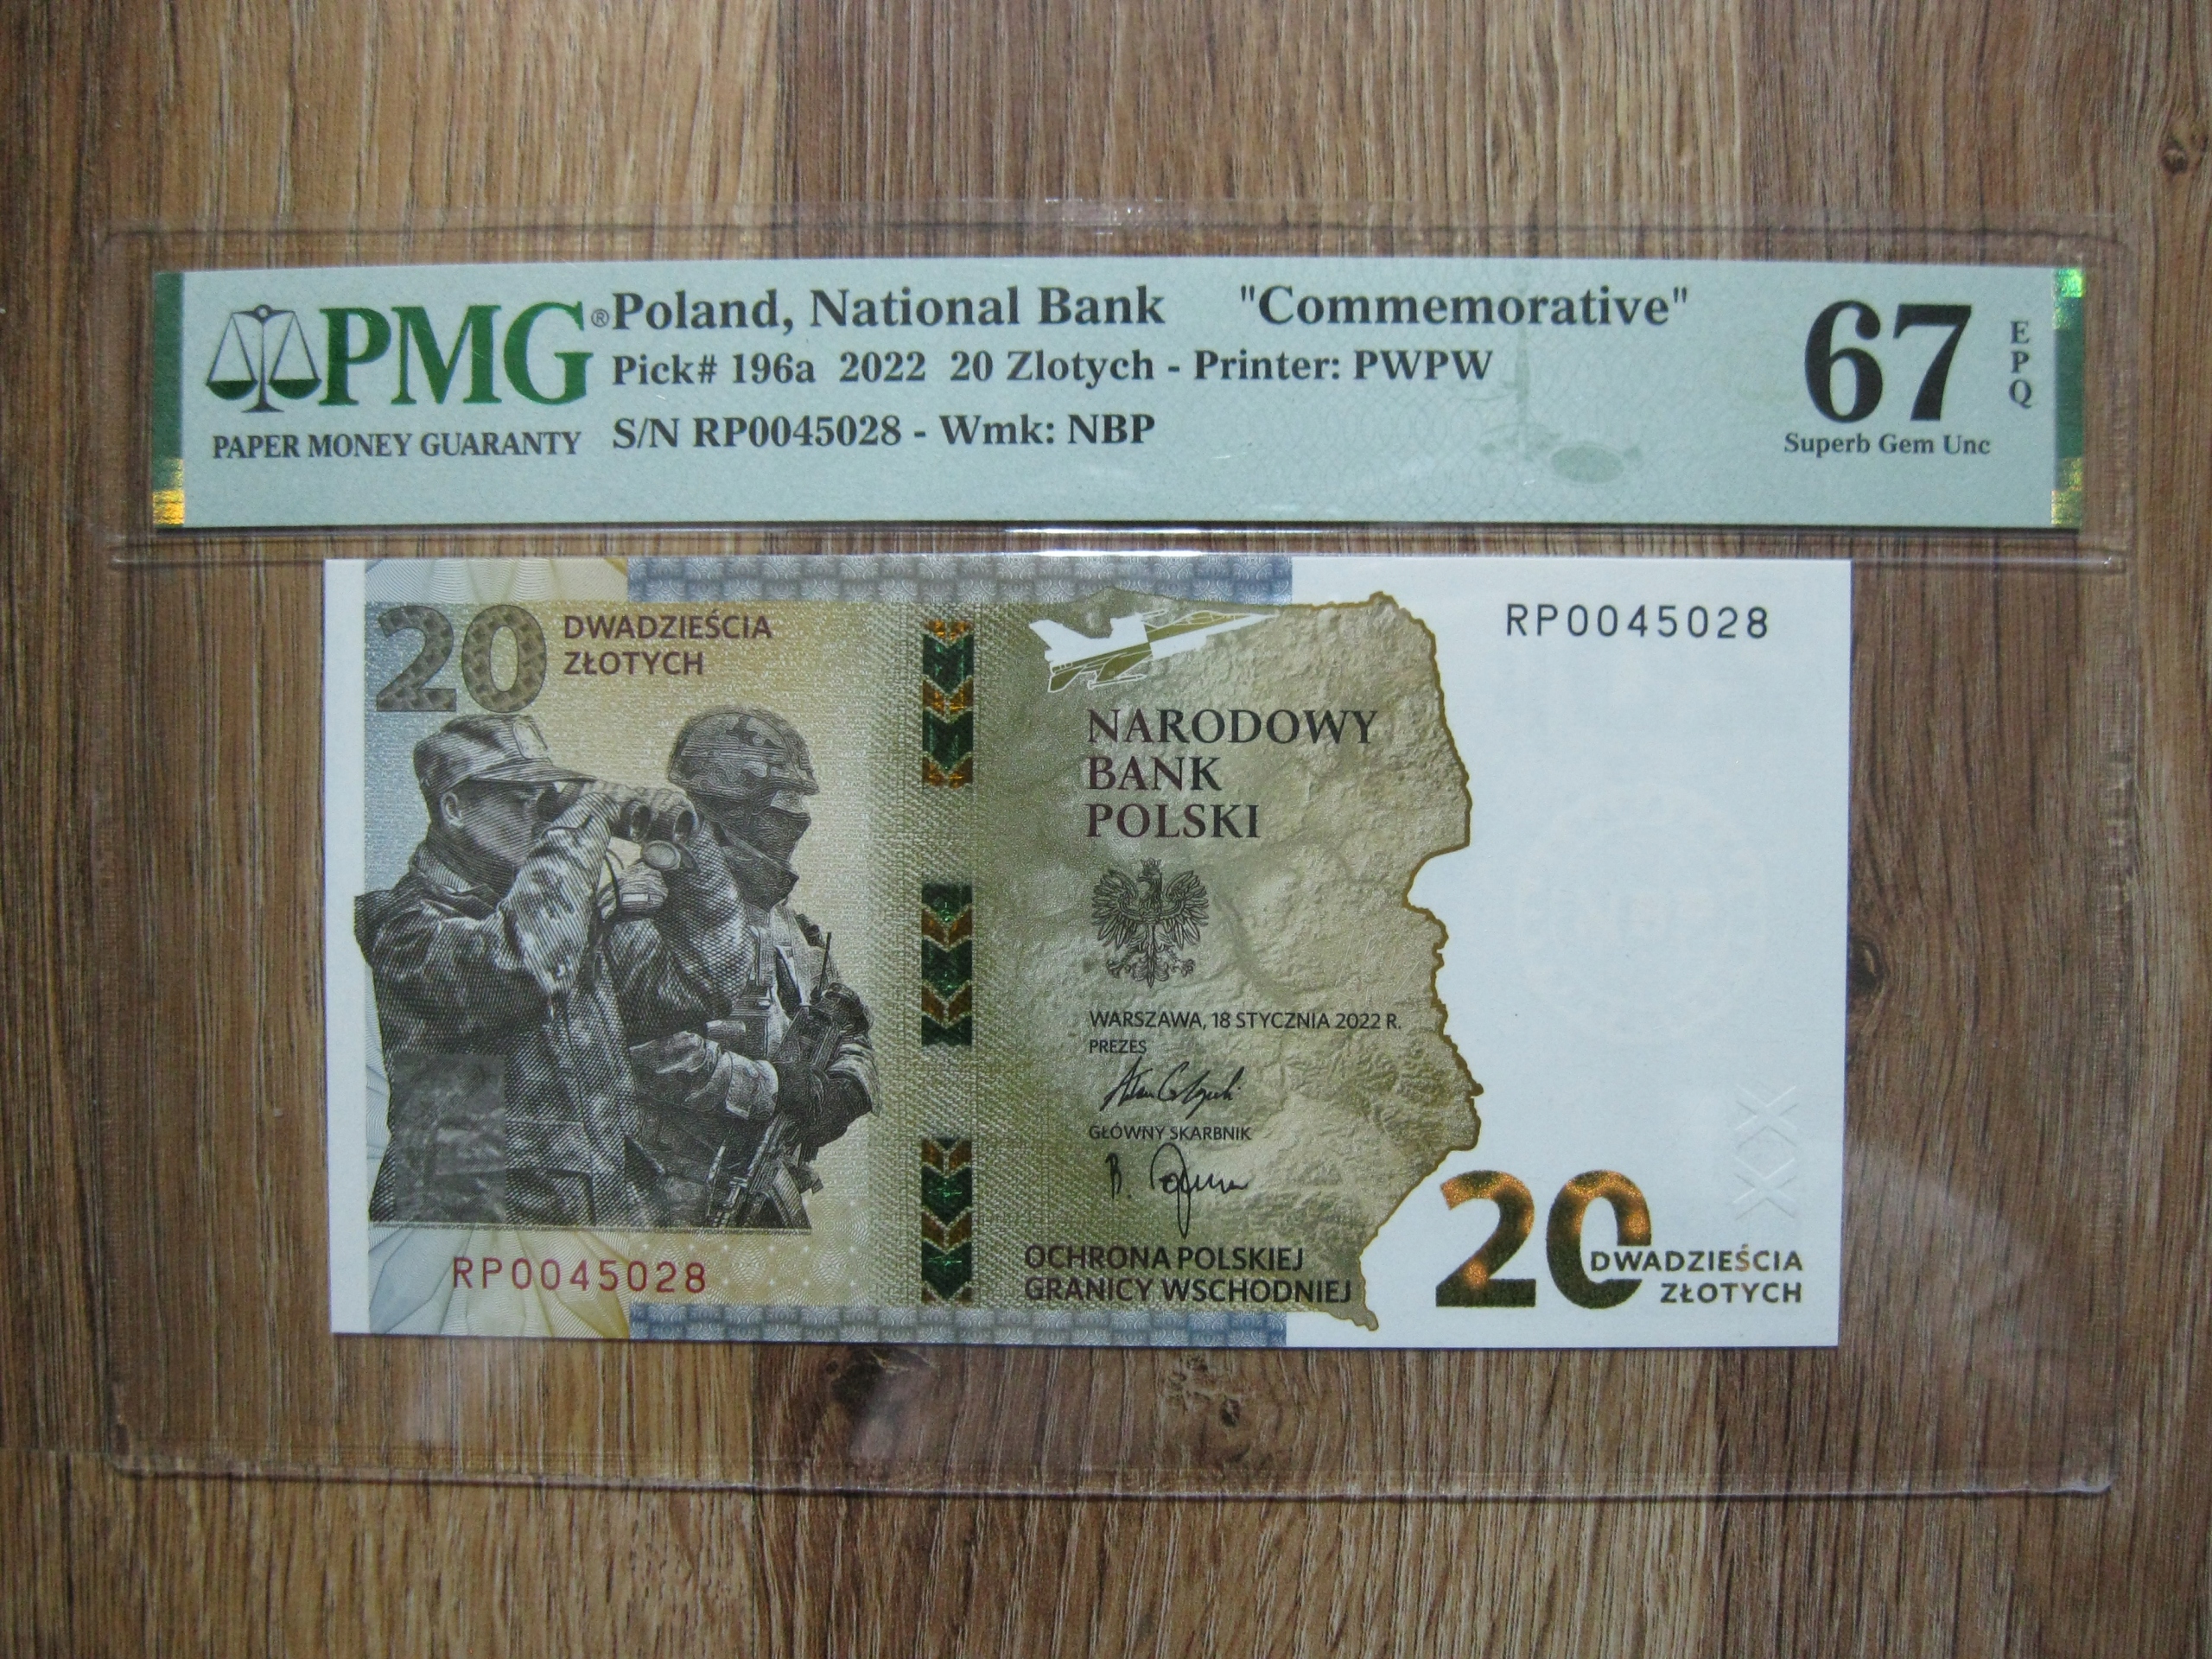 PMG® Poland, National Bank "Commemorative" 67 EPQ
Pick# 196a 2022 20 Zlotych - Printer: PWPW
PAPER MONEY GUARANTY S/N RP0045028 - Wmk: NBP Superb Gem Unc
20 DWADZIEŚCIA
ZŁOTYCH
RP0045028
NARODOWY
BANK
POLSKI
NBP
WARSZAWA, 18 STYCZNIA 2022 R.
PREZES
GŁÓWNY SKARBNIK
XX
RP0045028
OCHRONA POLSKIEJ
GRANICY WSCHODNIEJ
20 DWADZIEŚCIA
ZŁOTYCH